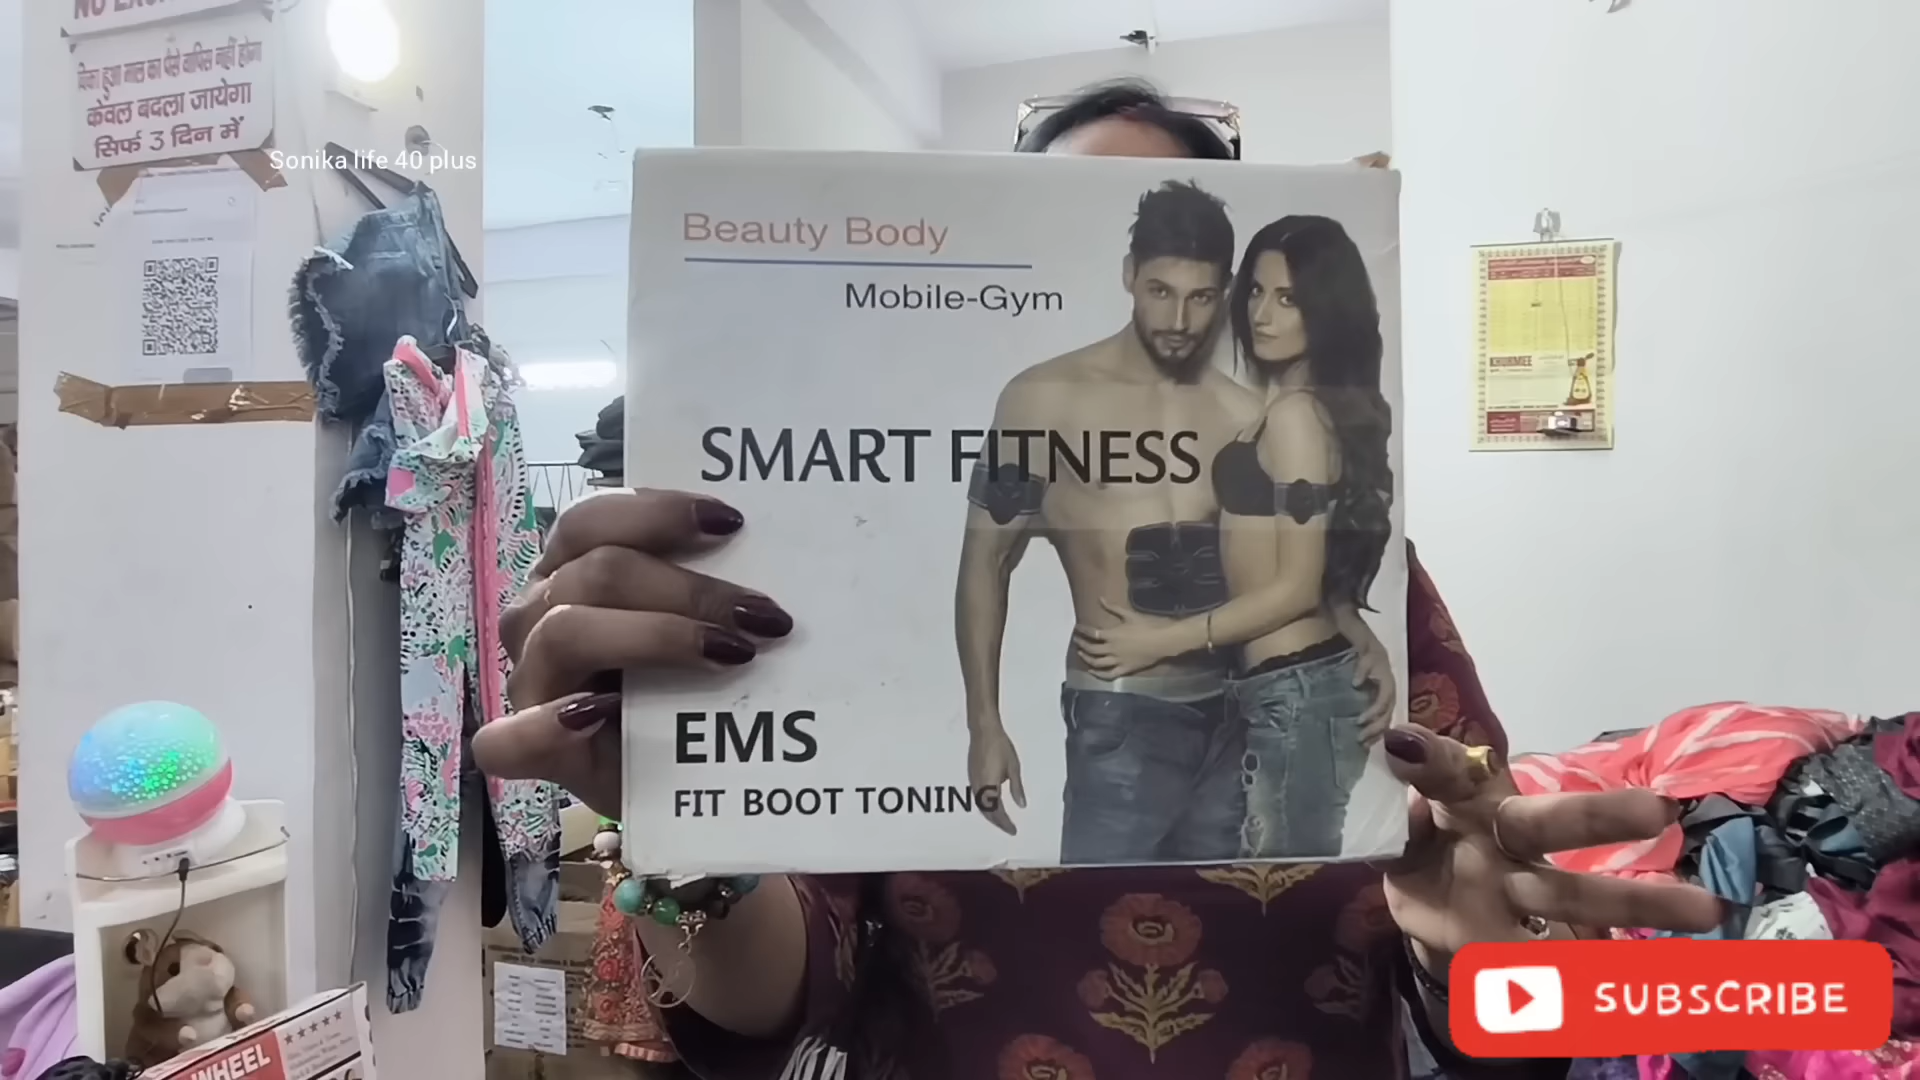 बिका हुआ माल का पैसे वापिस नहीं होगा
केवल बदला जायेगा
सिर्फ 3 दिन में
Sonika life 40 plus
Beauty Body
Mobile-Gym
SMART FITNESS
EMS
FIT BOOT TONING
KHURMEE
WHEEL
SUBSCRIBE